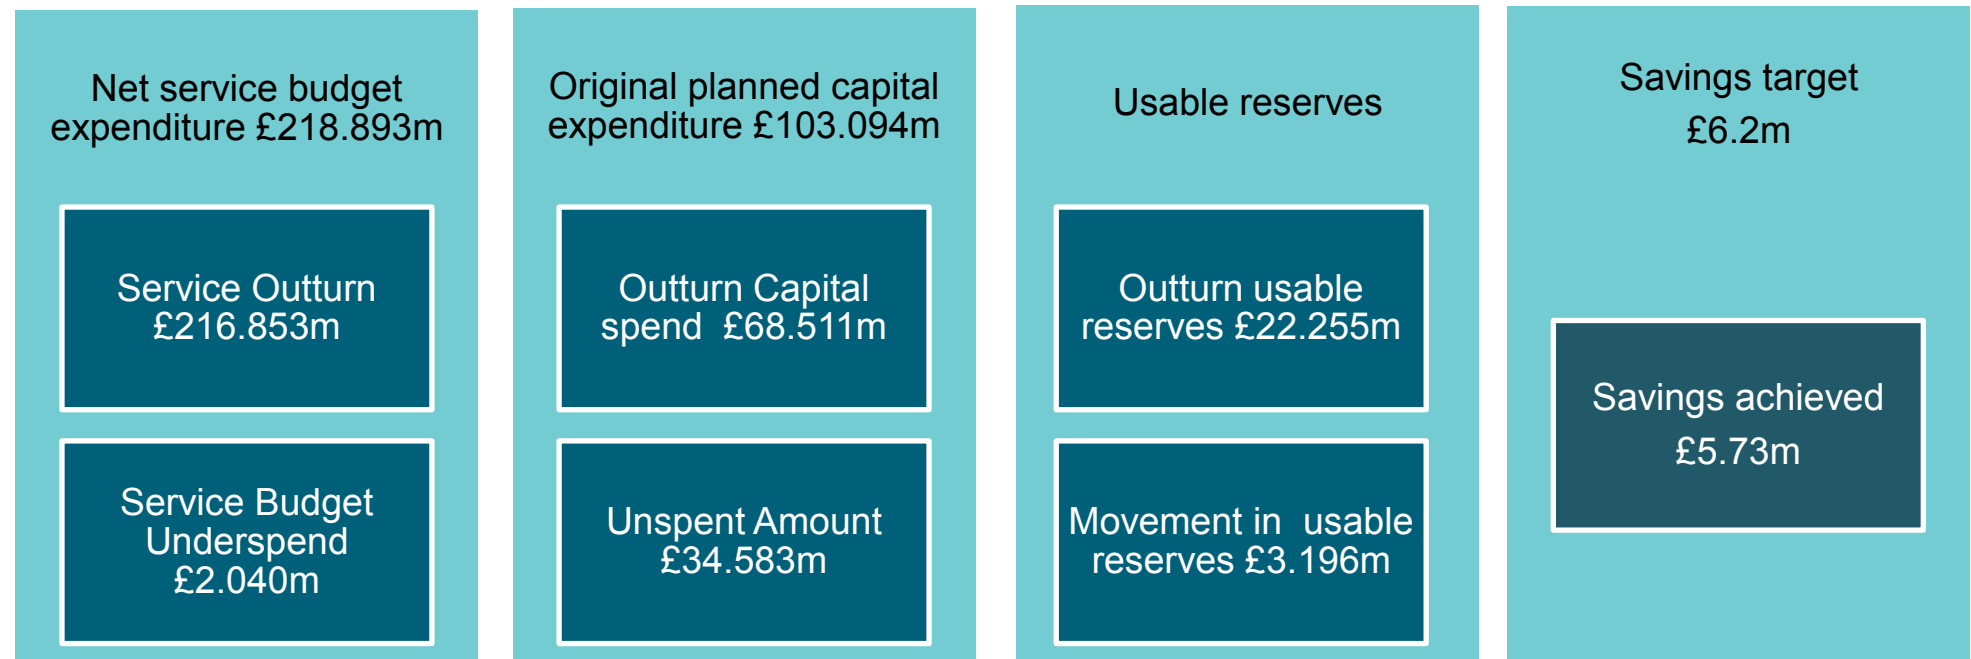 Net service budget
expenditure £218.893m
Service Outturn
£216.853m
Service Budget
Underspend
£2.040m
Original planned capital
expenditure £103.094m
Outturn Capital
spend  £68.511m
Unspent Amount
£34.583m
Usable reserves
Outturn usable
reserves £22.255m
Movement in  usable
reserves £3.196m
Savings target
£6.2m
Savings achieved
£5.73m